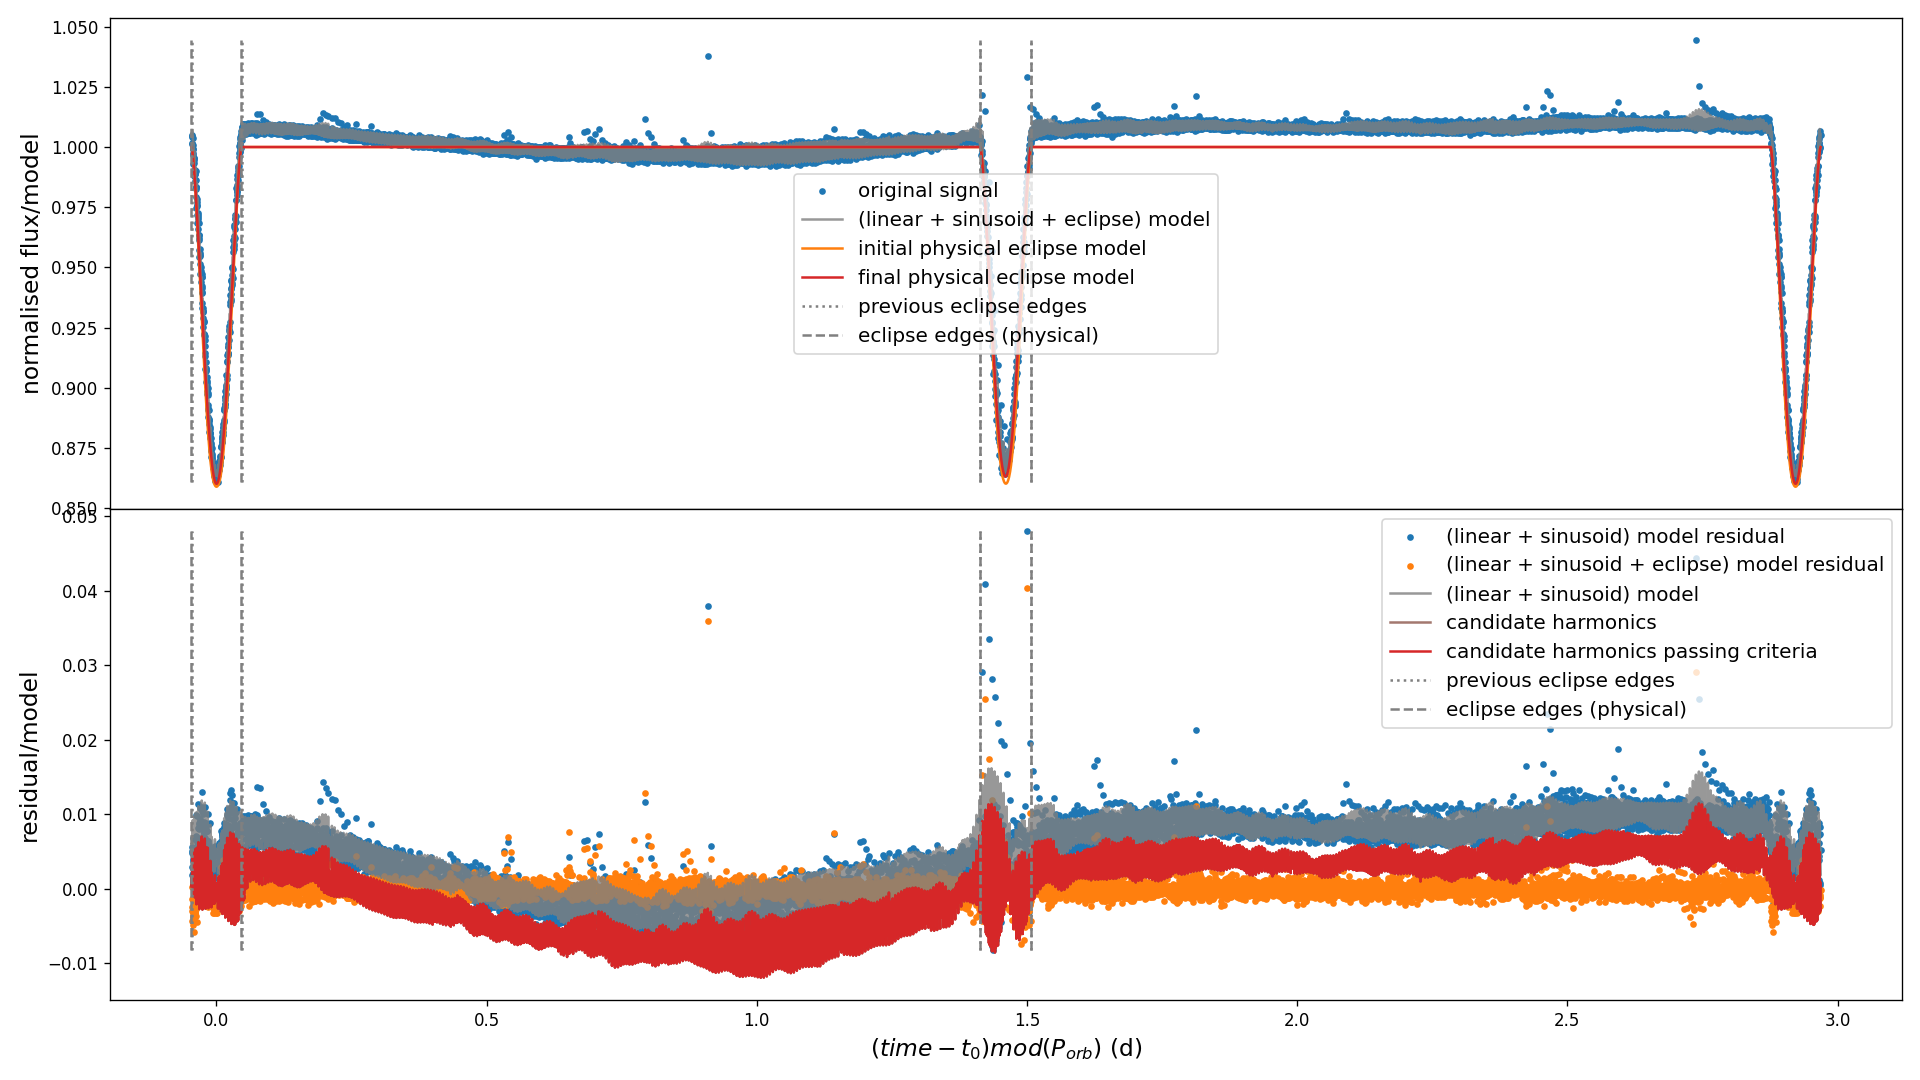 normalised flux/model
1.050
1.025
1.000
0.975
0.950
0.925
0.900
0.875
0.850
original signal
(linear + sinusoid + eclipse) model
initial physical eclipse model
final physical eclipse model
previous eclipse edges
eclipse edges (physical)
residual/model
0.05
0.04
0.03
0.02
0.01
0.00
−0.01
(linear + sinusoid) model residual
(linear + sinusoid + eclipse) model residual
(linear + sinusoid) model
candidate harmonics
candidate harmonics passing criteria
previous eclipse edges
eclipse edges (physical)
0.0 0.5 1.0 1.5 2.0 2.5 3.0
(time − t₀)mod(Pₒᵣb) (d)